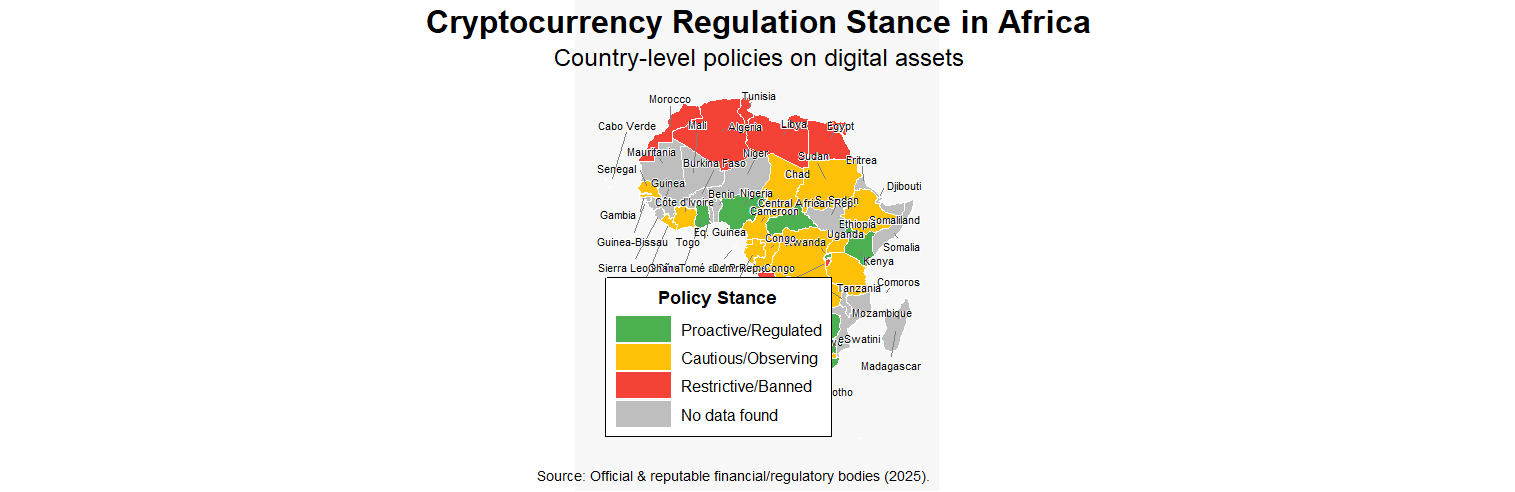 Cryptocurrency Regulation Stance in Africa
Country-level policies on digital assets
Morocco
Tunisia
Cabo Verde
Mali
Algeria
Libya
Egypt
Mauritania
Burkina Faso
Niger
Sudan
Eritrea
Senegal
Chad
Guinea
Djibouti
Benin
Nigeria
Côte d'Ivoire
S. Sudan
Central African Rep.
Gambia
Cameroon
Somaliland
Ethiopia
Eq. Guinea
Uganda
Guinea-Bissau
Togo
Congo
Rwanda
Somalia
Kenya
Sierra Leo
Ghana
Tomé a
Dem. Rep. Congo
Comoros
Tanzania
Mozambique
eSwatini
Madagascar
otho
Policy Stance
Proactive/Regulated
Cautious/Observing
Restrictive/Banned
No data found
Source: Official & reputable financial/regulatory bodies (2025).